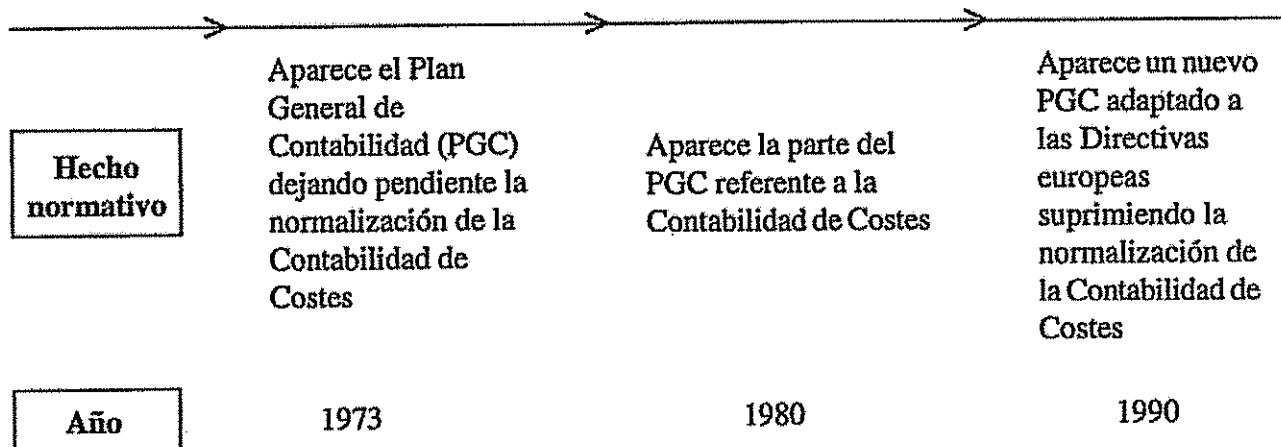 Hecho
normativo
Aparece el Plan
General de
Contabilidad (PGC)
dejando pendiente la
normalización de la
Contabilidad de
Costes
Aparece la parte del
PGC referente a la
Contabilidad de Costes
Aparece un nuevo
PGC adaptado a
las Directivas
europeas
suprimiendo la
normalización de
la Contabilidad de
Costes
Año
1973
1980
1990